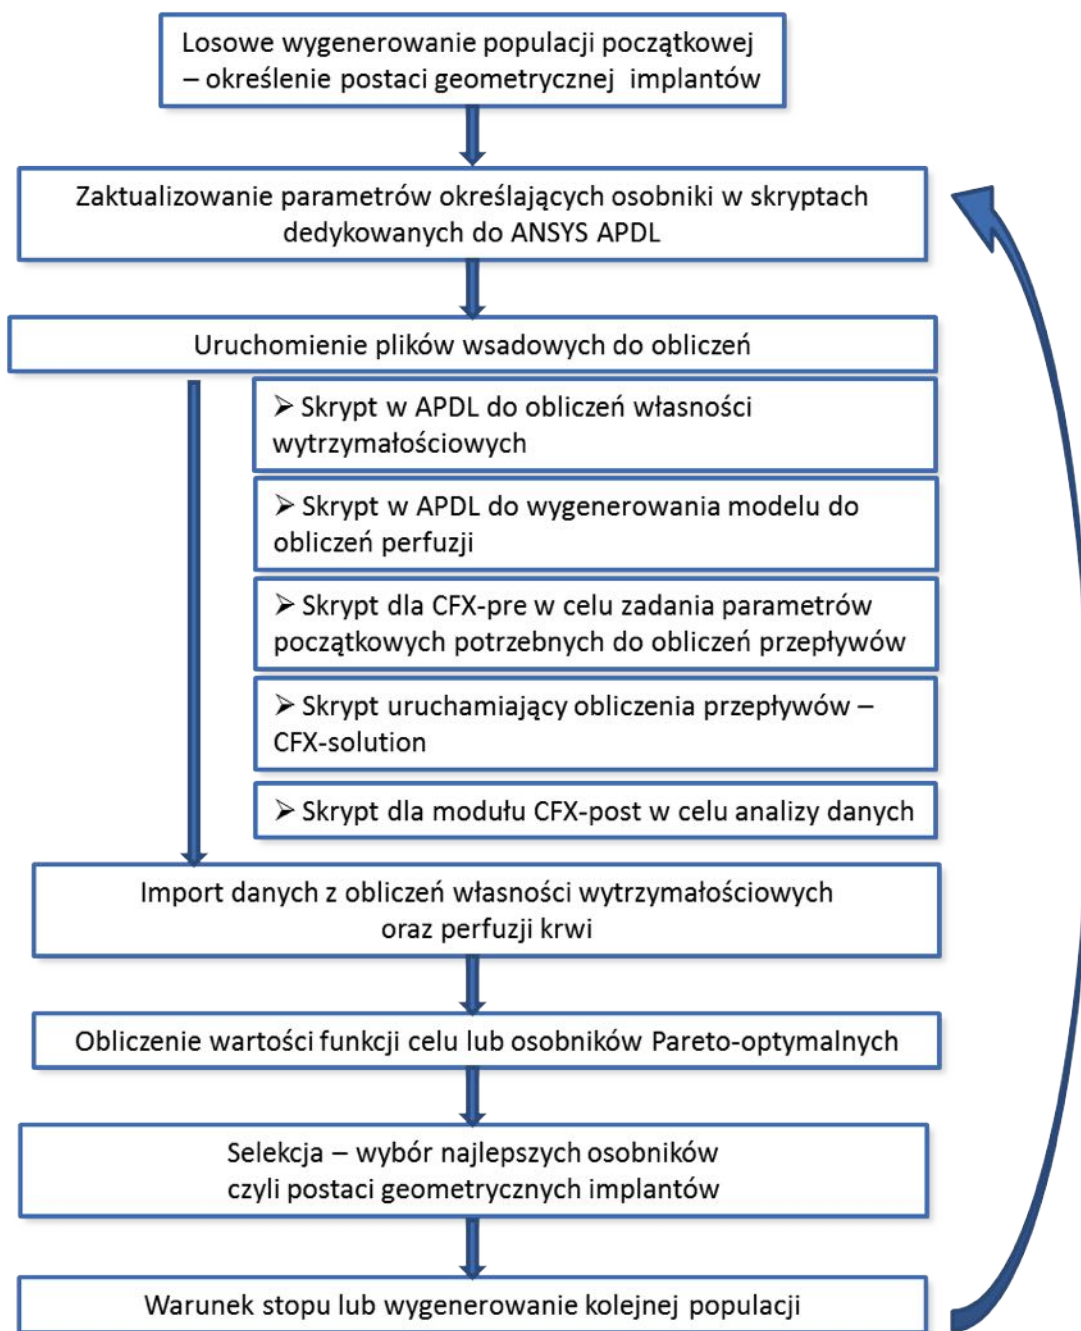 Losowe wygenerowanie populacji początkowej
– określenie postaci geometrycznej implantów
Zaktualizowanie parametrów określających osobniki w skryptach
dedykowanych do ANSYS APDL
Uruchomienie plików wsadowych do obliczeń
➢ Skrypt w APDL do obliczeń własności
wytrzymałościowych
➢ Skrypt w APDL do wygenerowania modelu do
obliczeń perfuzji
➢ Skrypt dla CFX-pre w celu zadania parametrów
początkowych potrzebnych do obliczeń przepływów
➢ Skrypt uruchamiający obliczenia przepływów –
CFX-solution
➢ Skrypt dla modułu CFX-post w celu analizy danych
Import danych z obliczeń własności wytrzymałościowych
oraz perfuzji krwi
Obliczenie wartości funkcji celu lub osobników Pareto-optymalnych
Selekcja – wybór najlepszych osobników
czyli postaci geometrycznych implantów
Warunek stopu lub wygenerowanie kolejnej populacji